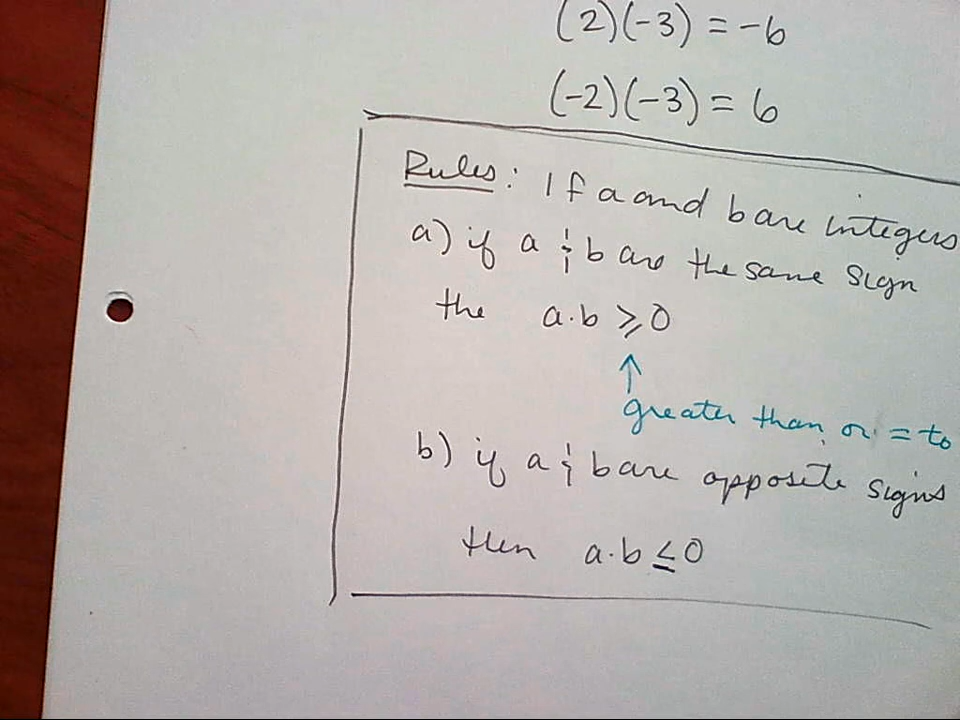 (2)(-3) = -6
(-2)(-3) = 6
Rules: If a and b are integers
a) if a & b are the same sign
the a·b ⩾ 0
↑
greater than or = to
b) if a & b are opposite signs
then a·b ≤ 0